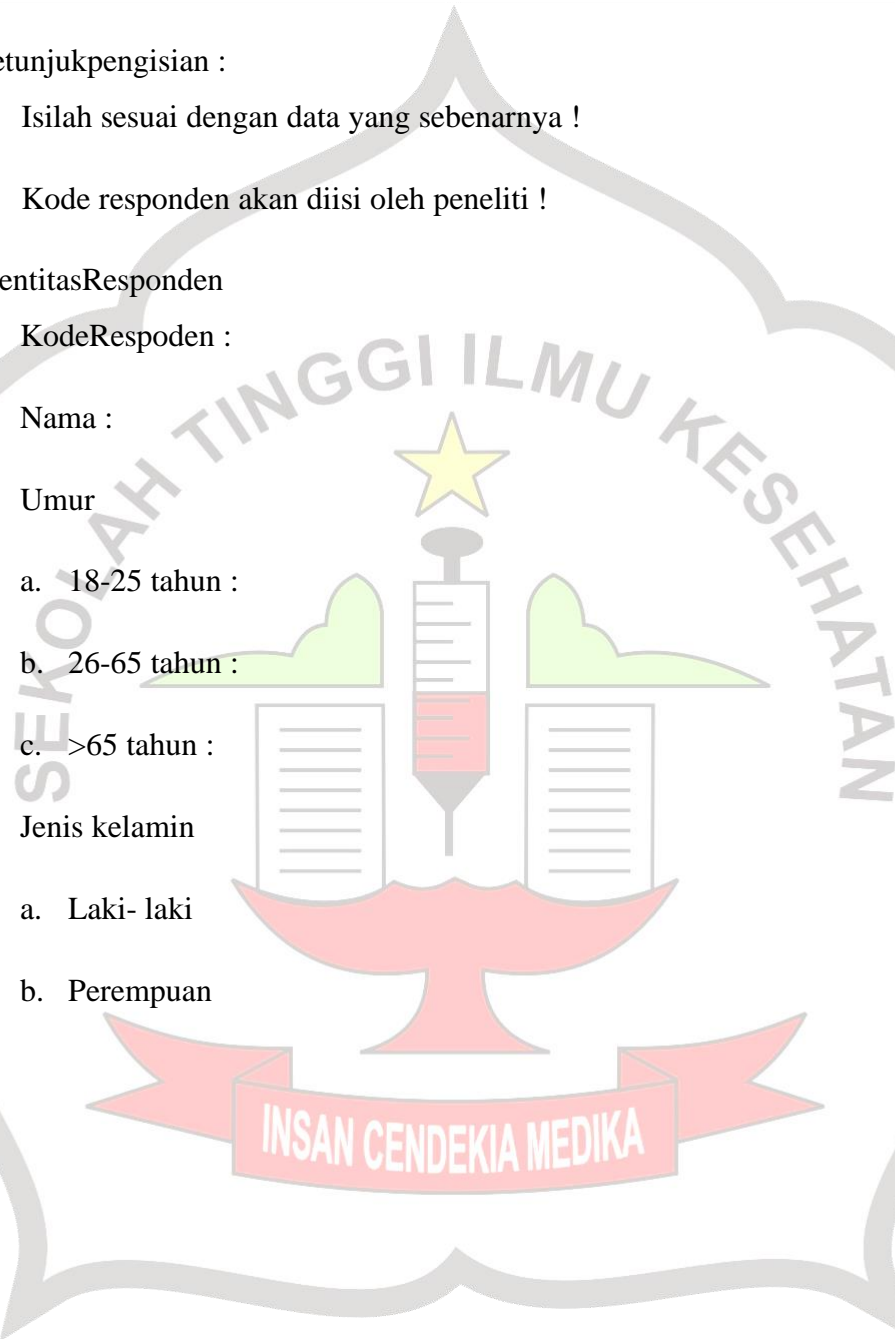 etunjukpengisian :
Isilah sesuai dengan data yang sebenarnya !
Kode responden akan diisi oleh peneliti !
entitasResponden
KodeRespoden :
Nama :
Umur
a. 18-25 tahun :
b. 26-65 tahun :
c. >65 tahun :
Jenis kelamin
a. Laki- laki
b. Perempuan
SEKOLAH TINGGI ILMU KESEHATAN
INSAN CENDEKIA MEDIKA